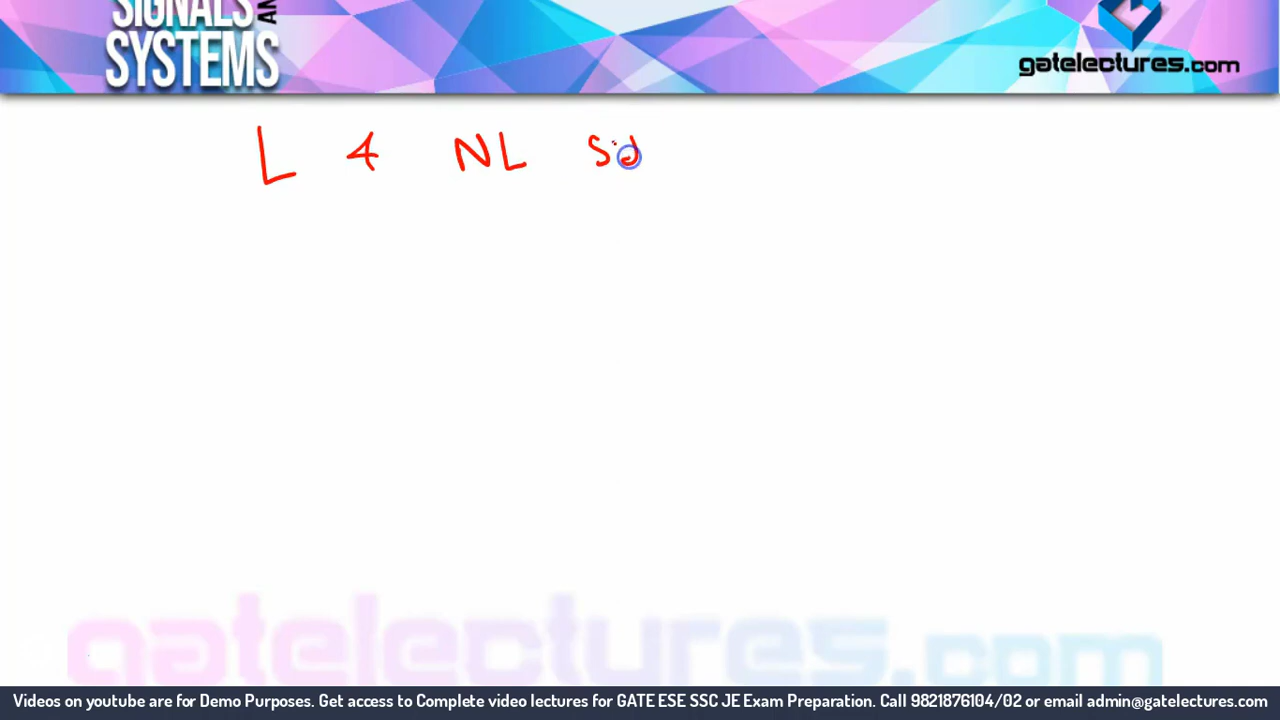 SIGNALS AN
SYSTEMS
gatelectures.com
L & NL
gatelectures.com
Videos on youtube are for Demo Purposes. Get access to Complete video lectures for GATE ESE SSC JE Exam Preparation. Call 9821876104/02 or email admin@gatelectures.com